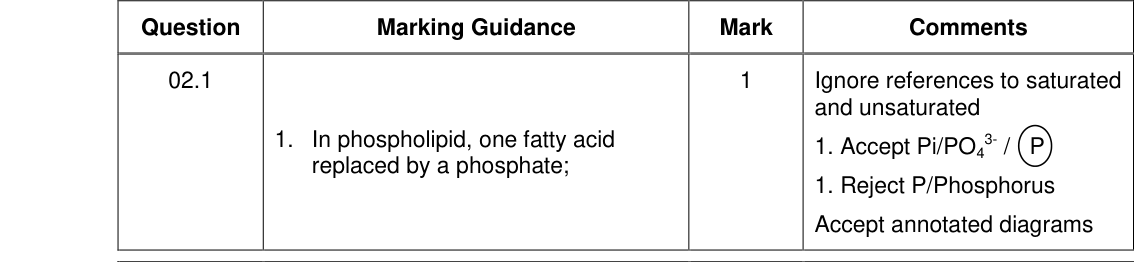 Question Marking Guidance Mark Comments
02.1 1 Ignore references to saturated
and unsaturated
1. In phospholipid, one fatty acid
replaced by a phosphate;
1. Accept Pi/PO₄³⁻ / P
1. Reject P/Phosphorus
Accept annotated diagrams